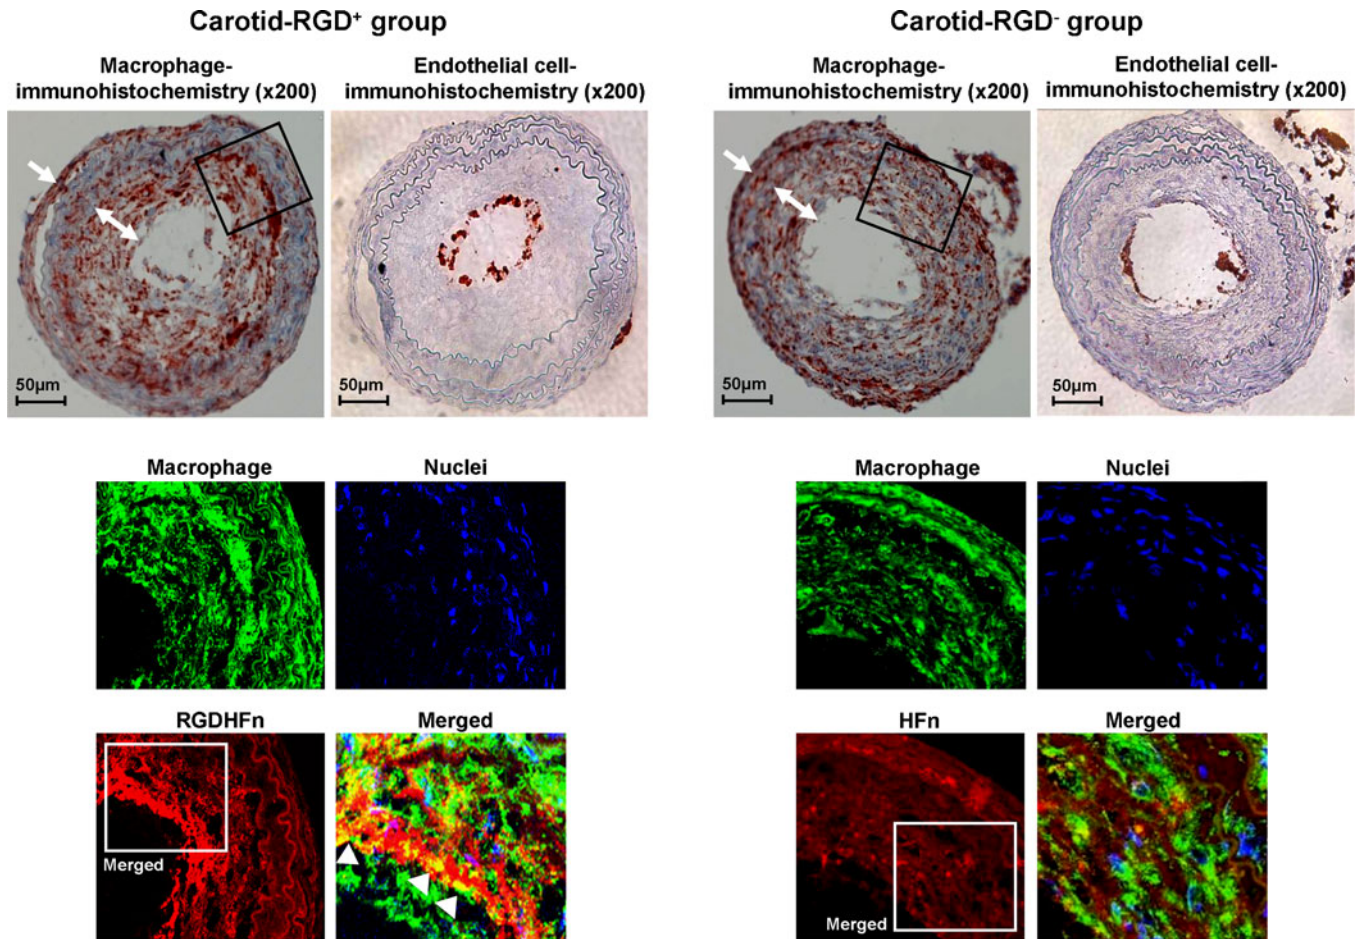 Carotid-RGD⁺ group
Carotid-RGD⁻ group
Macrophage-
immunohistochemistry (x200)
Endothelial cell-
immunohistochemistry (x200)
Macrophage-
immunohistochemistry (x200)
Endothelial cell-
immunohistochemistry (x200)
50µm
50µm
50µm
50µm
Macrophage
Nuclei
Macrophage
Nuclei
RGDHFn
Merged
HFn
Merged
Merged
Merged